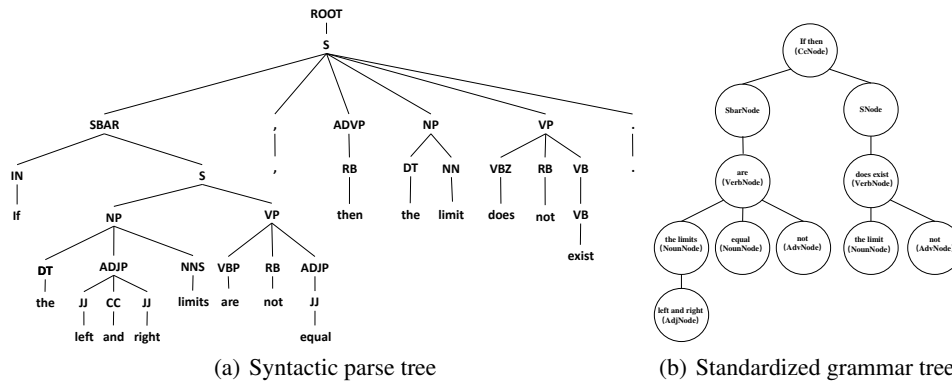 ROOT
S
SBAR , ADVP NP VP .
IN S , RB DT NN VBZ RB VB .
If NP VP then the limit does not VB
exist
DT ADJP NNS VBP RB ADJP
the JJ CC JJ limits are not JJ
left and right equal
(a) Syntactic parse tree
If then
(CcNode)
SbarNode SNode
are
(VerbNode)
does exist
(VerbNode)
the limits
(NounNode)
equal
(NounNode)
not
(AdvNode)
the limit
(NounNode)
not
(AdvNode)
left and right
(AdjNode)
(b) Standardized grammar tree